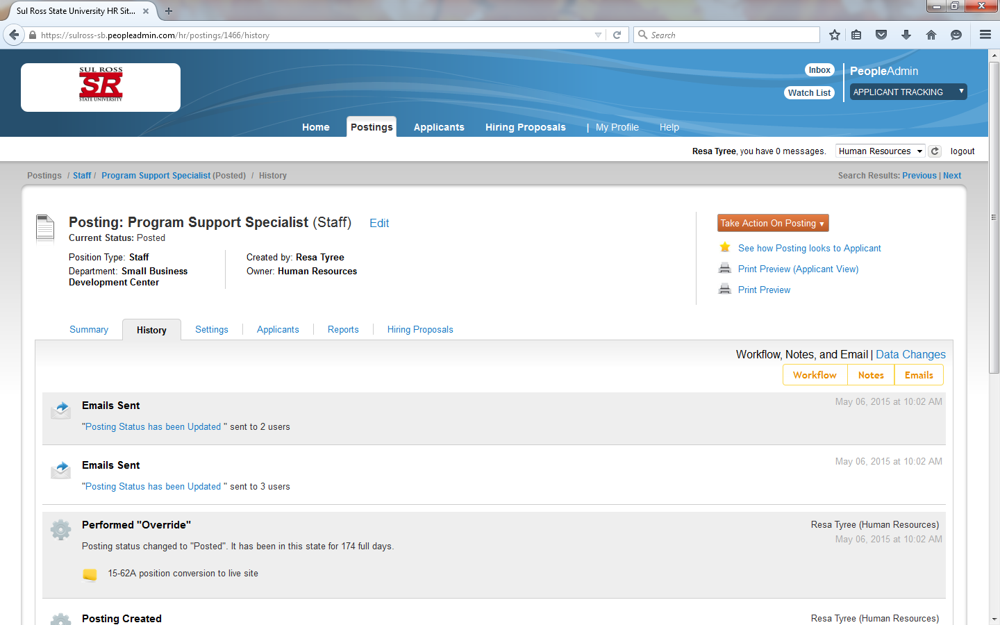 Sul Ross State University HR Sit...
https://sulross-sb.peopleadmin.com/hr/postings/1466/history
Search
SUL ROSS
SR
STATE UNIVERSITY
Inbox
Watch List
PeopleAdmin
APPLICANT TRACKING
Home Postings Applicants Hiring Proposals | My Profile Help
Resa Tyree, you have 0 messages. Human Resources logout
Postings / Staff / Program Support Specialist (Posted) / History
Search Results: Previous | Next
Posting: Program Support Specialist (Staff) Edit
Current Status: Posted
Position Type: Staff
Department: Small Business
Development Center
Created by: Resa Tyree
Owner: Human Resources
Take Action On Posting
See how Posting looks to Applicant
Print Preview (Applicant View)
Print Preview
Summary History Settings Applicants Reports Hiring Proposals
Workflow, Notes, and Email | Data Changes
Workflow Notes Emails
Emails Sent
May 06, 2015 at 10:02 AM
"Posting Status has been Updated " sent to 2 users
Emails Sent
May 06, 2015 at 10:02 AM
"Posting Status has been Updated " sent to 3 users
Performed "Override"
Resa Tyree (Human Resources)
May 06, 2015 at 10:02 AM
Posting status changed to "Posted". It has been in this state for 174 full days.
15-62A position conversion to live site
Posting Created
Resa Tyree (Human Resources)